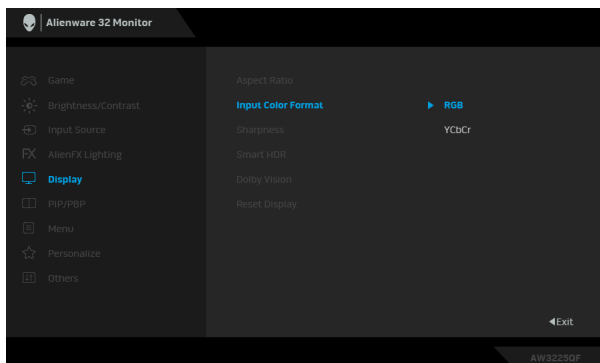 Alienware 32 Monitor
Game
Brightness/Contrast
Input Source
FX AlienFX Lighting
Display
PIP/PBP
Menu
Personalize
Others
Aspect Ratio
Input Color Format
Sharpness
Smart HDR
Dolby Vision
Reset Display
RGB
YCbCr
Exit
AW3225QF